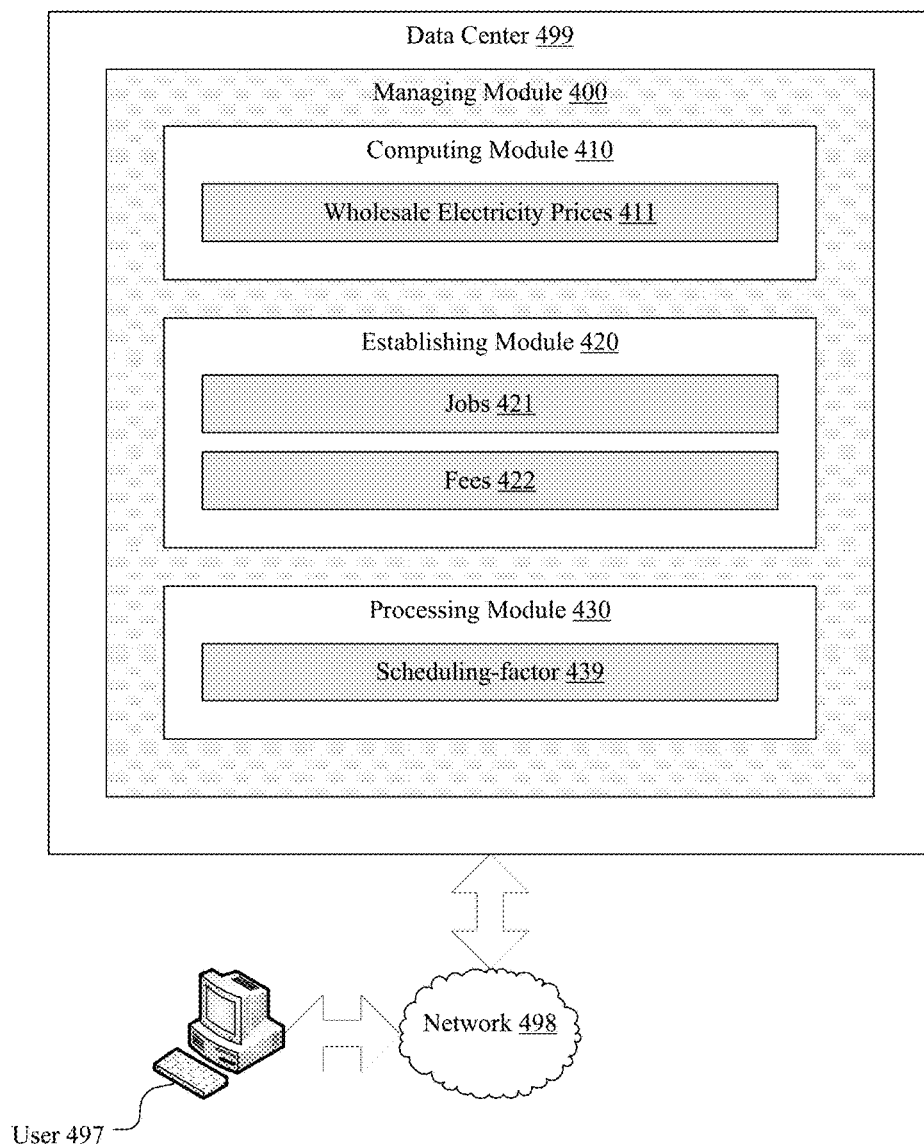 Data Center 499
Managing Module 400
Computing Module 410
Wholesale Electricity Prices 411
Establishing Module 420
Jobs 421
Fees 422
Processing Module 430
Scheduling-factor 439
Network 498
User 497